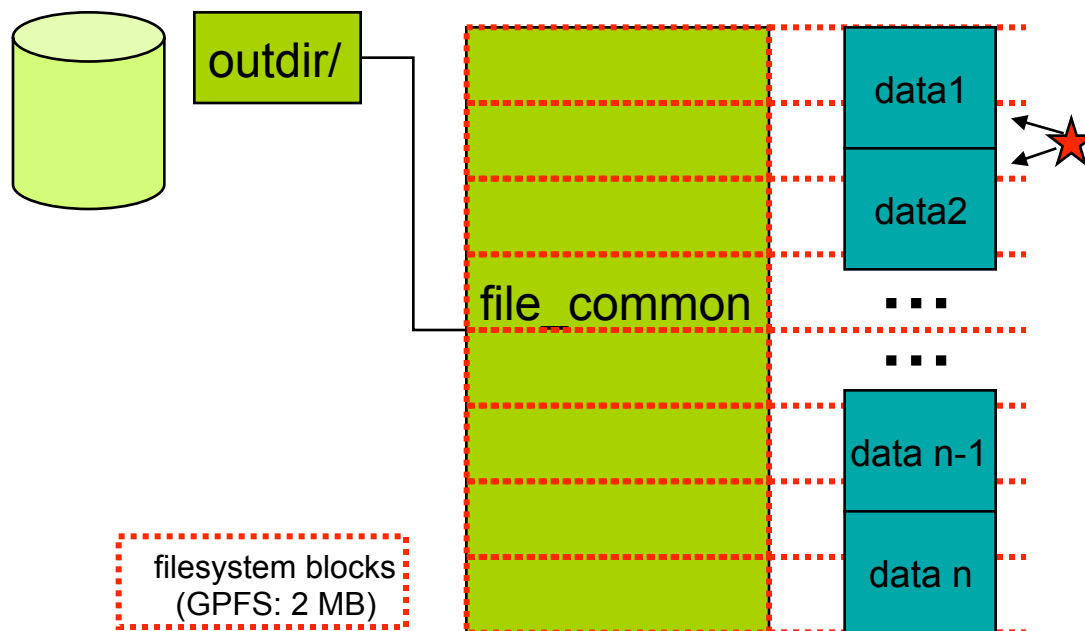 outdir/
file_common
data1
data2
...
...
data n-1
data n
filesystem blocks
(GPFS: 2 MB)